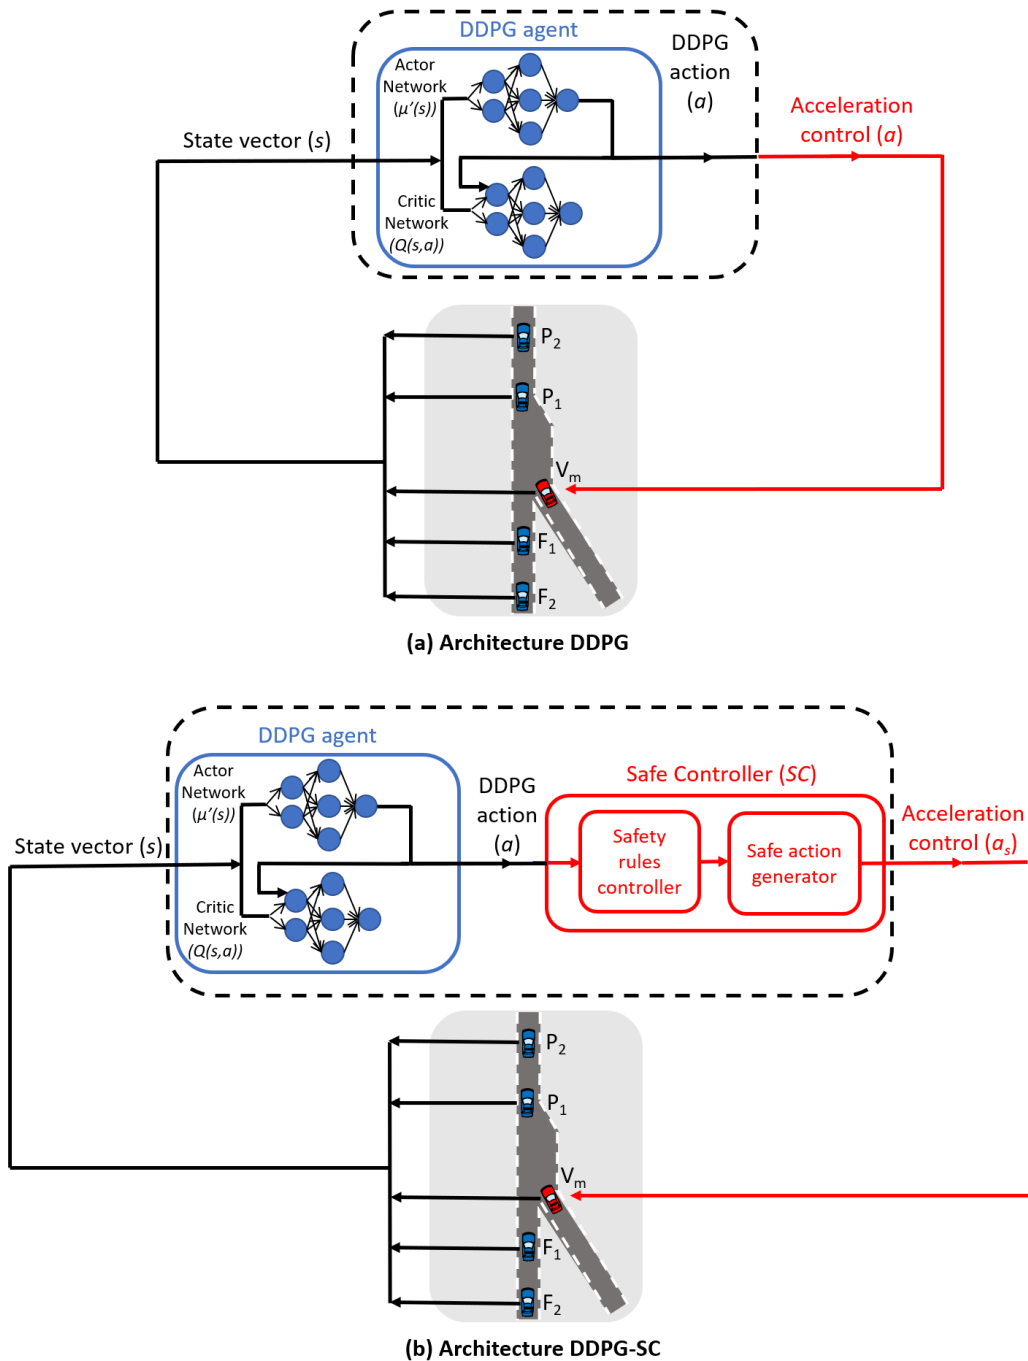 DDPG agent
Actor
Network
(μ’(s))
DDPG
action
(a)
Acceleration
control (a)
State vector (s)
Critic
Network
(Q(s,a))
P2
P1
Vm
F1
F2
(a) Architecture DDPG
DDPG agent
Actor
Network
(μ’(s))
DDPG
action
(a)
Safe Controller (SC)
Safety
rules
controller
Safe action
generator
Acceleration
control (as)
State vector (s)
Critic
Network
(Q(s,a))
P2
P1
Vm
F1
F2
(b) Architecture DDPG-SC